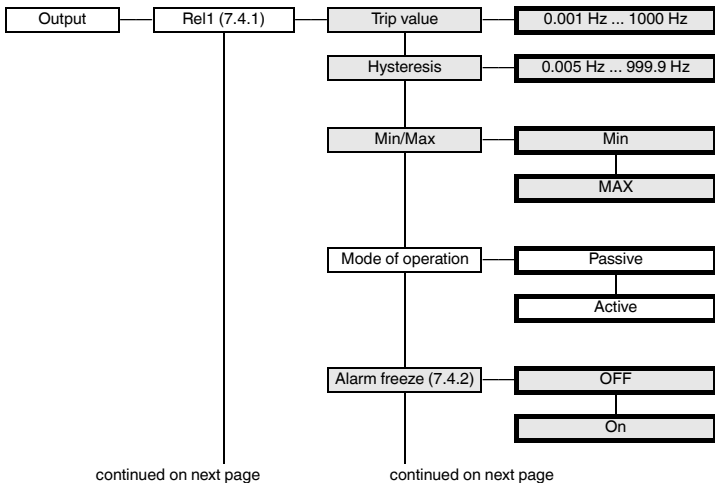 Output
Rel1 (7.4.1)
Trip value
0.001 Hz ... 1000 Hz
Hysteresis
0.005 Hz ... 999.9 Hz
Min/Max
Min
MAX
Mode of operation
Passive
Active
Alarm freeze (7.4.2)
OFF
On
continued on next page
continued on next page